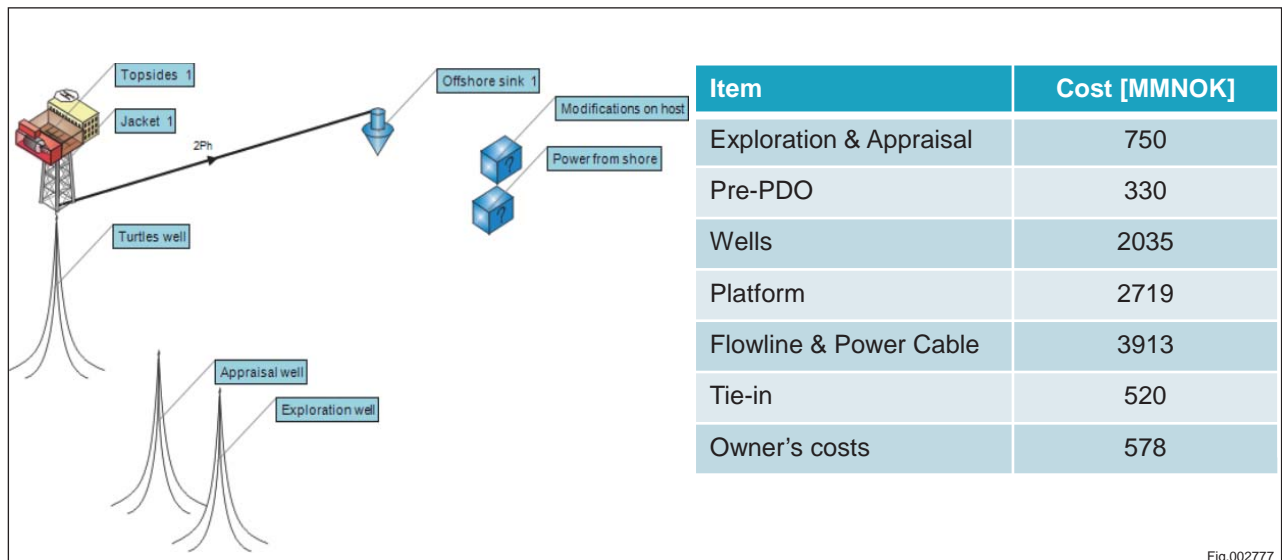 Topsides 1
Jacket 1
2Ph
Offshore sink 1
Modifications on host
?
Power from shore
?
Turtles well
Appraisal well
Exploration well
Item Cost [MMNOK]
Exploration & Appraisal 750
Pre-PDO 330
Wells 2035
Platform 2719
Flowline & Power Cable 3913
Tie-in 520
Owner's costs 578
Fig.002777